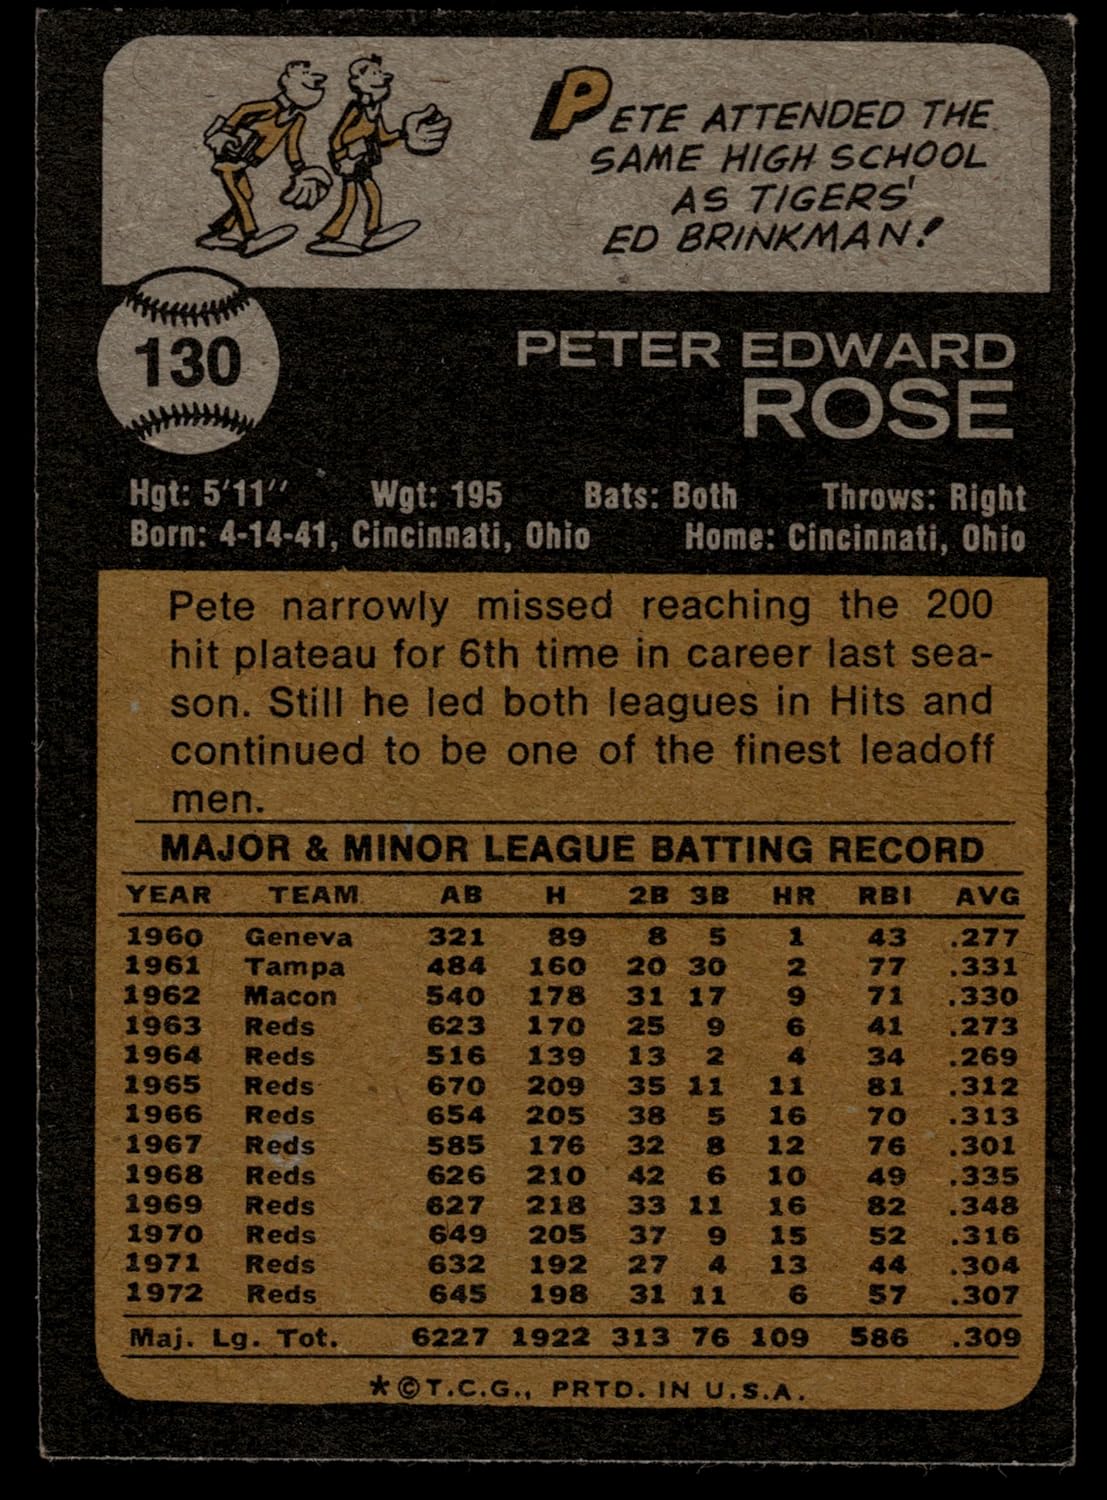 PETE ATTENDED THE
SAME HIGH SCHOOL
AS TIGERS'
ED BRINKMAN!
130
PETER EDWARD
ROSE
Hgt: 5'11" Wgt: 195 Bats: Both Throws: Right
Born: 4-14-41, Cincinnati, Ohio Home: Cincinnati, Ohio
Pete narrowly missed reaching the 200
hit plateau for 6th time in career last sea-
son. Still he led both leagues in Hits and
continued to be one of the finest leadoff
men.
MAJOR & MINOR LEAGUE BATTING RECORD
YEAR TEAM AB H 2B 3B HR RBI AVG
1960 Geneva 321 89 8 5 1 43 .277
1961 Tampa 484 160 20 30 2 77 .331
1962 Macon 540 178 31 17 9 71 .330
1963 Reds 623 170 25 9 6 41 .273
1964 Reds 516 139 13 2 4 34 .269
1965 Reds 670 209 35 11 11 81 .312
1966 Reds 654 205 38 5 16 70 .313
1967 Reds 585 176 32 8 12 76 .301
1968 Reds 626 210 42 6 10 49 .335
1969 Reds 627 218 33 11 16 82 .348
1970 Reds 649 205 37 9 15 52 .316
1971 Reds 632 192 27 4 13 44 .304
1972 Reds 645 198 31 11 6 57 .307
Maj. Lg. Tot. 6227 1922 313 76 109 586 .309
*©T.C.G., PRTD. IN U.S.A.